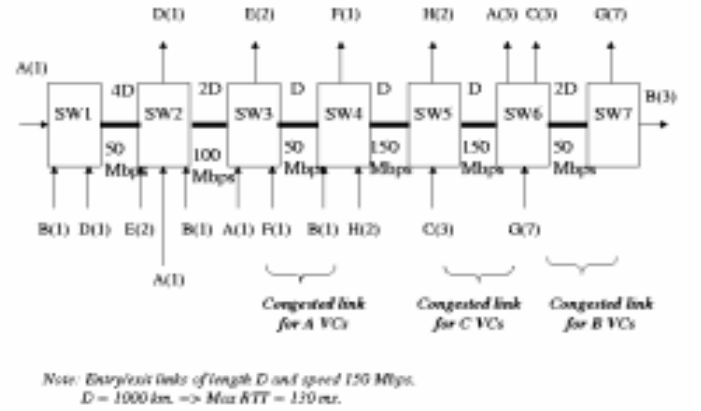 D(1) E(2) F(1) H(2) A(3) C(3) G(7)
A(1)
4D 2D D D D 2D
SW1 SW2 SW3 SW4 SW5 SW6 SW7
B(3)
50 Mbps 100 Mbps 50 Mbps 150 Mbps 150 Mbps 50 Mbps
B(1) D(1) E(2) B(1) A(1) F(1) B(1) H(2) C(3) G(7)
A(1)
Congested link for A VCs
Congested link for C VCs
Congested link for B VCs
Note: Entry/exit links of length D and speed 150 Mbps.
D = 1000 km. => Max RTT = 130 ms.